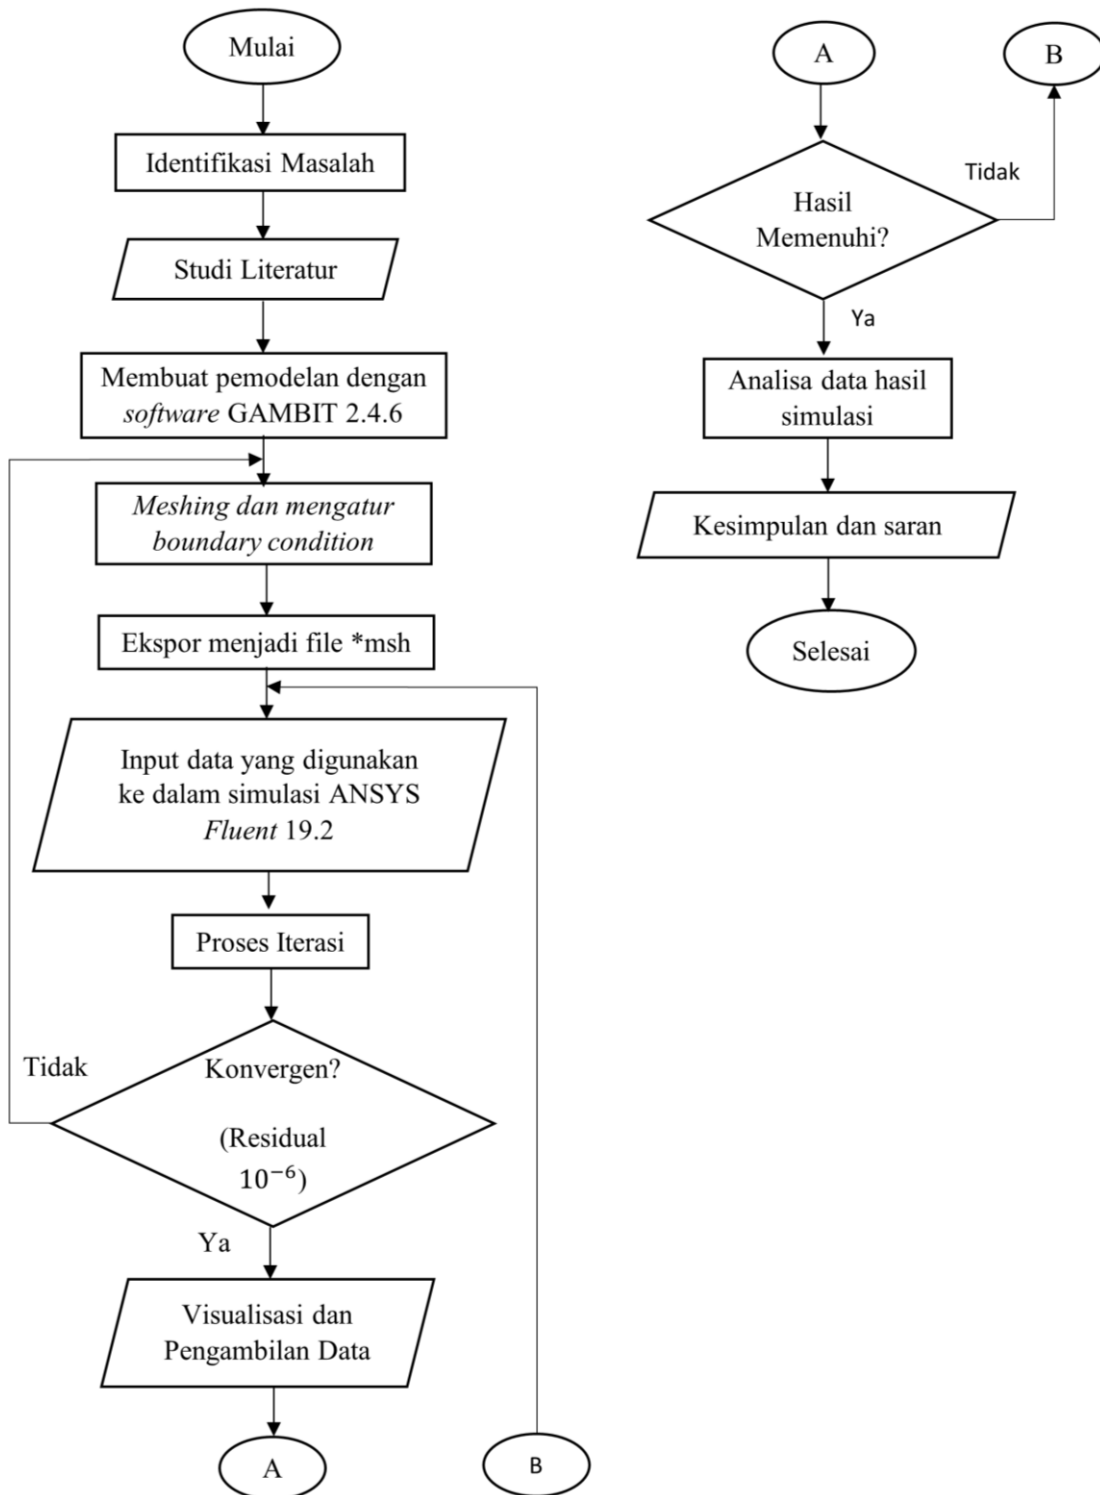 Mulai
Identifikasi Masalah
Studi Literatur
Membuat pemodelan dengan
software GAMBIT 2.4.6
Meshing dan mengatur
boundary condition
Ekspor menjadi file *msh
Input data yang digunakan
ke dalam simulasi ANSYS
Fluent 19.2
Proses Iterasi
Tidak
Konvergen?
(Residual
10⁻⁶)
Ya
Visualisasi dan
Pengambilan Data
A
B
A
B
Tidak
Hasil
Memenuhi?
Ya
Analisa data hasil
simulasi
Kesimpulan dan saran
Selesai